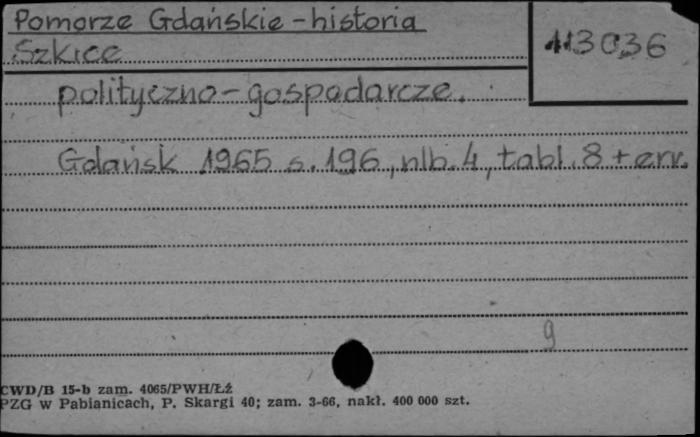 Pomorze Gdańskie - historia
113036
Szkice
polityczno - gospodarcze.
Gdańsk 1965 s. 196, nlb. 4, tabl. 8 + err.
9
CWD/B 15-b zam. 4065/PWH/ŁŻ
PZG w Pabianicach, P. Skargi 40; zam. 3-66, nakł. 400 000 szt.